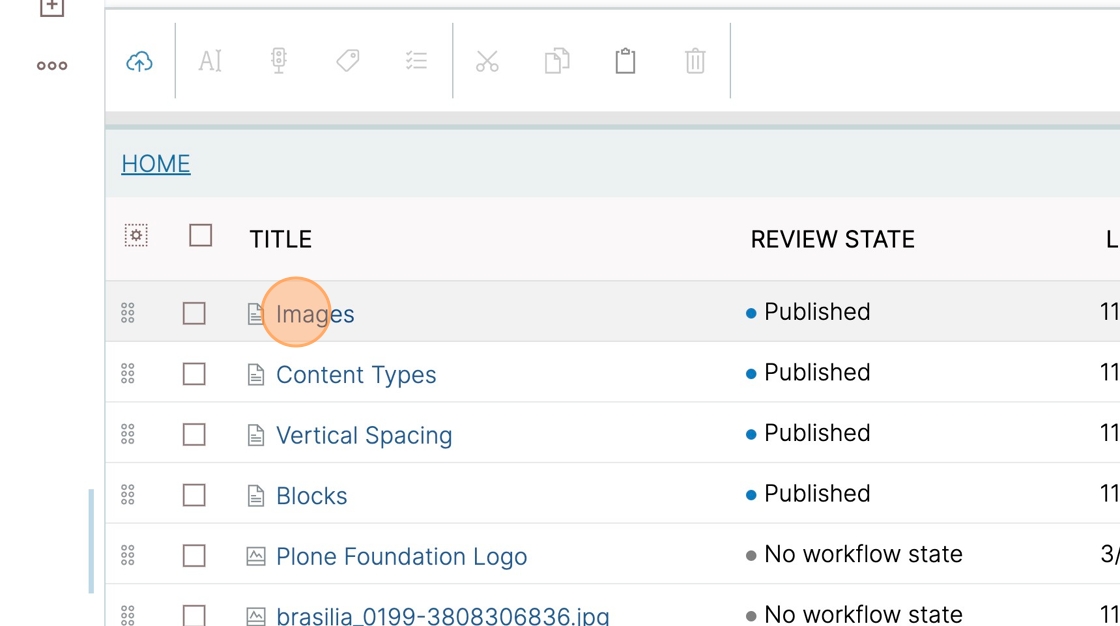 HOME
TITLE REVIEW STATE L
Images Published 11
Content Types Published 11
Vertical Spacing Published 11
Blocks Published 11
Plone Foundation Logo No workflow state 3/
brasilia_0199-3808306836.jpg No workflow state 11